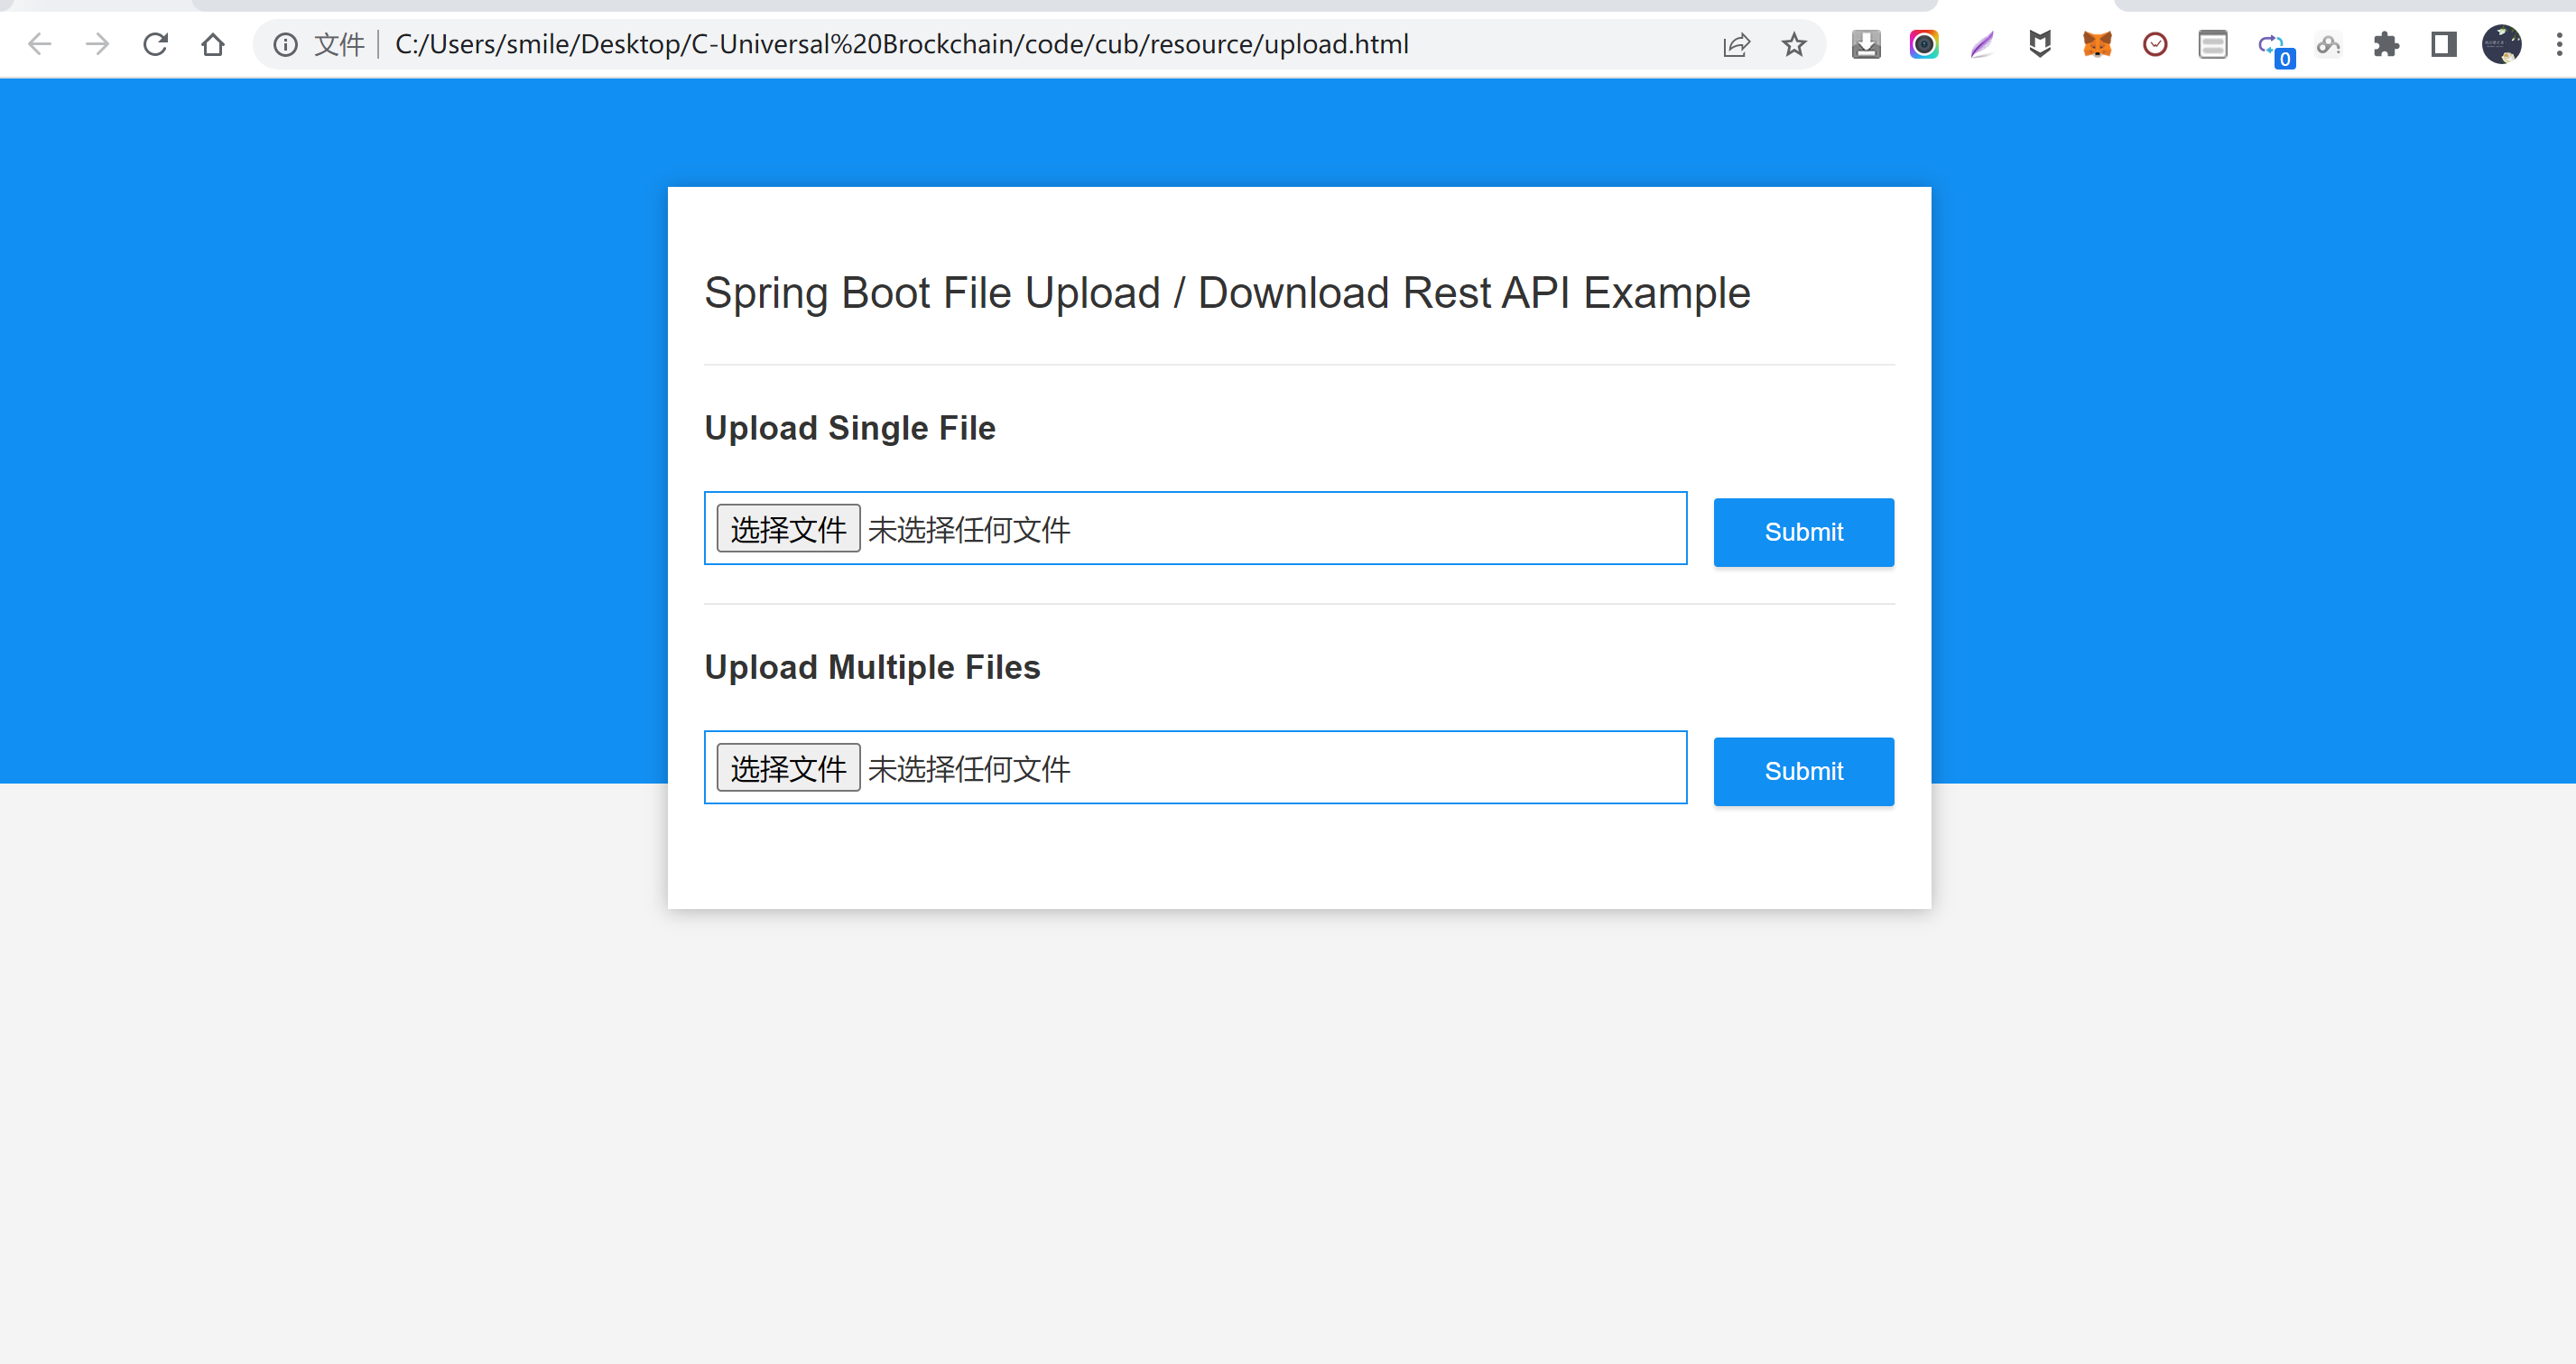 文件 C:/Users/smile/Desktop/C-Universal%20Brockchain/code/cub/resource/upload.html
0
Spring Boot File Upload / Download Rest API Example
Upload Single File
选择文件 未选择任何文件 Submit
Upload Multiple Files
选择文件 未选择任何文件 Submit